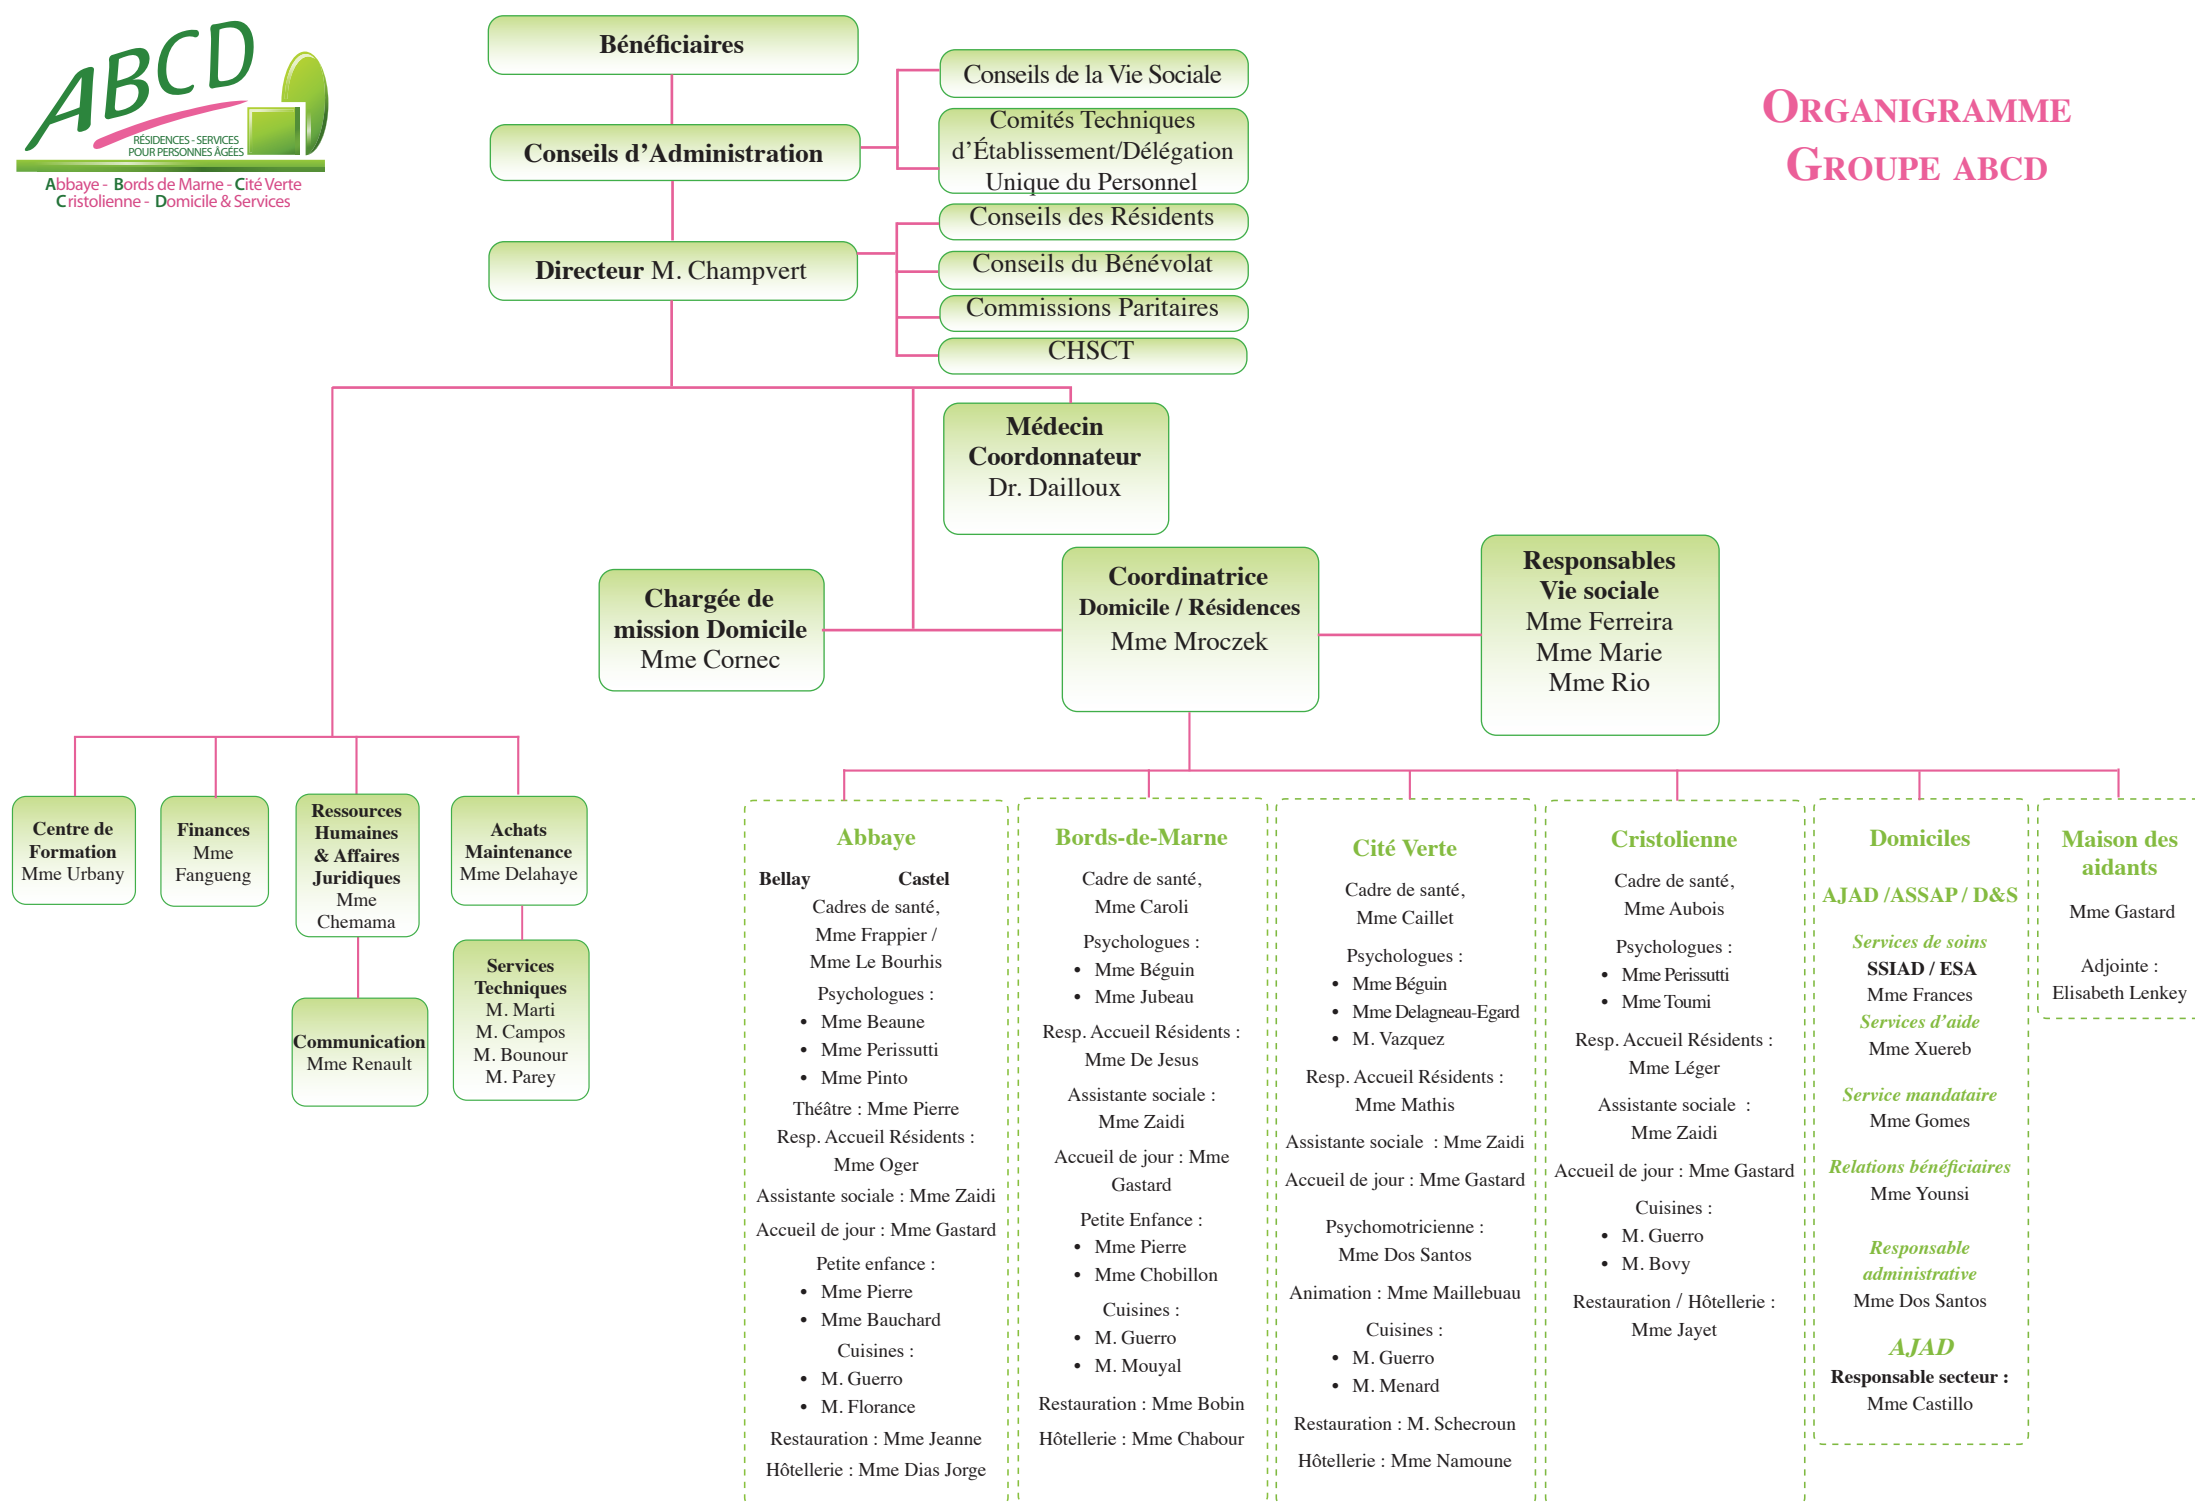 ABCD
RÉSIDENCES - SERVICES
POUR PERSONNES ÂGÉES
Abbaye - Bords de Marne - Cité Verte
Cristolienne - Domicile & Services
ORGANIGRAMME
GROUPE ABCD
Bénéficiaires
Conseils d’Administration
Directeur M. Champvert
Conseils de la Vie Sociale
Comités Techniques
d’Établissement/Délégation
Unique du Personnel
Conseils des Résidents
Conseils du Bénévolat
Commissions Paritaires
CHSCT
Médecin
Coordonnateur
Dr. Dailloux
Chargée de
mission Domicile
Mme Cornec
Coordinatrice
Domicile / Résidences
Mme Mroczek
Responsables
Vie sociale
Mme Ferreira
Mme Marie
Mme Rio
Centre de
Formation
Mme Urbany
Finances
Mme
Fangueng
Ressources
Humaines
& Affaires
Juridiques
Mme
Chemama
Achats
Maintenance
Mme Delahaye
Communication
Mme Renault
Services
Techniques
M. Marti
M. Campos
M. Bounour
M. Parey
Abbaye
Bellay Castel
Cadres de santé,
Mme Frappier /
Mme Le Bourhis
Psychologues :
• Mme Beaune
• Mme Perissutti
• Mme Pinto
Théâtre : Mme Pierre
Resp. Accueil Résidents :
Mme Oger
Assistante sociale : Mme Zaidi
Accueil de jour : Mme Gastard
Petite enfance :
• Mme Pierre
• Mme Bauchard
Cuisines :
• M. Guerro
• M. Florance
Restauration : Mme Jeanne
Hôtellerie : Mme Dias Jorge
Bords-de-Marne
Cadre de santé,
Mme Caroli
Psychologues :
• Mme Béguin
• Mme Jubeau
Resp. Accueil Résidents :
Mme De Jesus
Assistante sociale :
Mme Zaidi
Accueil de jour : Mme
Gastard
Petite Enfance :
• Mme Pierre
• Mme Chobillon
Cuisines :
• M. Guerro
• M. Mouyal
Restauration : Mme Bobin
Hôtellerie : Mme Chabour
Cité Verte
Cadre de santé,
Mme Caillet
Psychologues :
• Mme Béguin
• Mme Delagneau-Egard
• M. Vazquez
Resp. Accueil Résidents :
Mme Mathis
Assistante sociale  : Mme Zaidi
Accueil de jour : Mme Gastard
Psychomotricienne :
Mme Dos Santos
Animation : Mme Maillebuau
Cuisines :
• M. Guerro
• M. Menard
Restauration : M. Schecroun
Hôtellerie : Mme Namoune
Cristolienne
Cadre de santé,
Mme Aubois
Psychologues :
• Mme Perissutti
• Mme Toumi
Resp. Accueil Résidents :
Mme Léger
Assistante sociale  :
Mme Zaidi
Accueil de jour : Mme Gastard
Cuisines :
• M. Guerro
• M. Bovy
Restauration / Hôtellerie :
Mme Jayet
Domiciles
AJAD /ASSAP / D&S
Services de soins
SSIAD / ESA
Mme Frances
Services d’aide
Mme Xuereb
Service mandataire
Mme Gomes
Relations bénéficiaires
Mme Younsi
Responsable
administrative
Mme Dos Santos
AJAD
Responsable secteur :
Mme Castillo
Maison des
aidants
Mme Gastard
Adjointe :
Elisabeth Lenkey